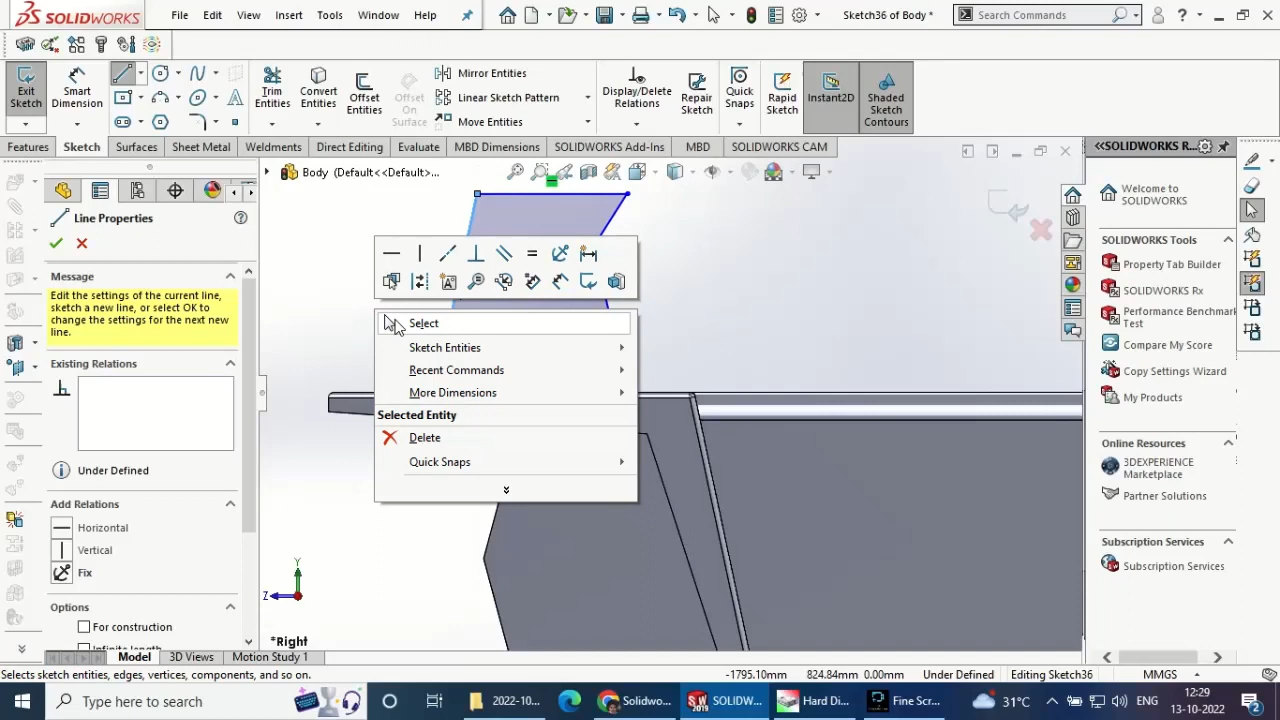 SOLIDWORKS
File Edit View Insert Tools Window Help
Sketch36 of Body *
Search Commands
Exit Sketch
Smart Dimension
Trim Entities
Convert Entities
Offset Entities
Offset On Surface
Mirror Entities
Linear Sketch Pattern
Move Entities
Display/Delete Relations
Repair Sketch
Quick Snaps
Rapid Sketch
Instant2D
Shaded Sketch Contours
Features Sketch Surfaces Sheet Metal Weldments Direct Editing Evaluate MBD Dimensions SOLIDWORKS Add-Ins MBD SOLIDWORKS CAM
Body (Default<<Default>...
Line Properties
Message
Edit the settings of the current line,
sketch a new line, or select OK to
change the settings for the next new
line.
Existing Relations
Under Defined
Add Relations
Horizontal
Vertical
Fix
Options
For construction
Select
Sketch Entities
Recent Commands
More Dimensions
Selected Entity
Delete
Quick Snaps
Y
Z
*Right
SOLIDWORKS R...
Welcome to
SOLIDWORKS
SOLIDWORKS Tools
Property Tab Builder
SOLIDWORKS Rx
Performance Benchmark
Test
Compare My Score
Copy Settings Wizard
My Products
Online Resources
3DEXPERIENCE
Marketplace
Partner Solutions
Subscription Services
Subscription Services
Model 3D Views Motion Study 1
Selects sketch entities, edges, vertices, components, and so on.
-1795.10mm 824.84mm 0.00mm Under Defined Editing Sketch36 MMGS
Type here to search
2022-10...
Solidwo...
SOLIDW...
Hard Di...
Fine Scr...
31°C
ENG
12:29
13-10-2022